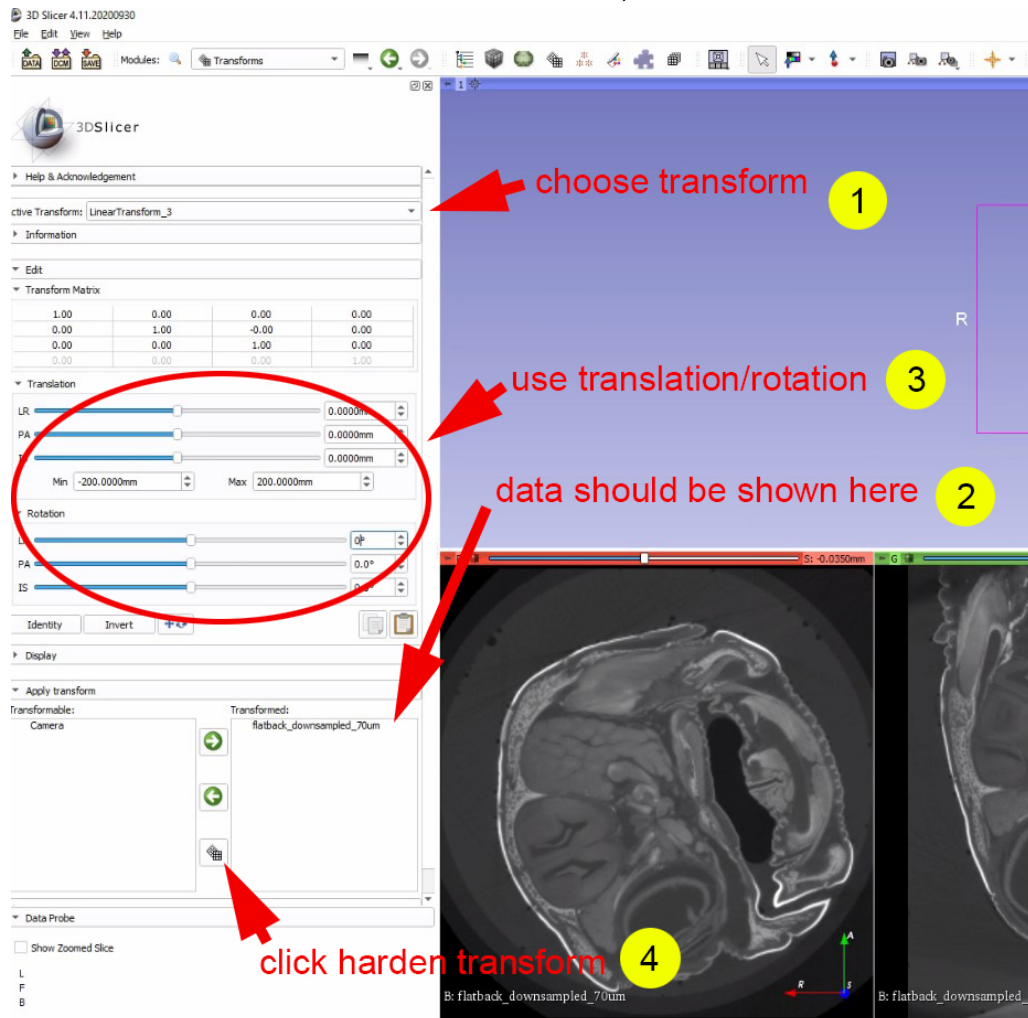 3D Slicer 4.11.20200930
File Edit View Help
DATA DCM SAVE Modules: Transforms
1
3DSlicer
Help & Acknowledgement
choose transform 1
ctive Transform: LinearTransform_3
Information
Edit
Transform Matrix
1.00 0.00 0.00 0.00
0.00 1.00 -0.00 0.00
0.00 0.00 1.00 0.00
0.00 0.00 0.00 1.00
R
Translation
use translation/rotation 3
LR 0.0000mm
PA 0.0000mm
0.0000mm
Min -200.0000mm Max 200.0000mm
data should be shown here 2
Rotation
0°
PA 0.0°
IS 0.0°
S: -0.0350mm G
Identity Invert
Display
Apply transform
Transformable: Transformed:
Camera flatback_downsampled_70um
Data Probe
Show Zoomed Slice
click harden transform 4
L
F
B
A
R S
B: flatback_downsampled_70um B: flatback_downsampled_